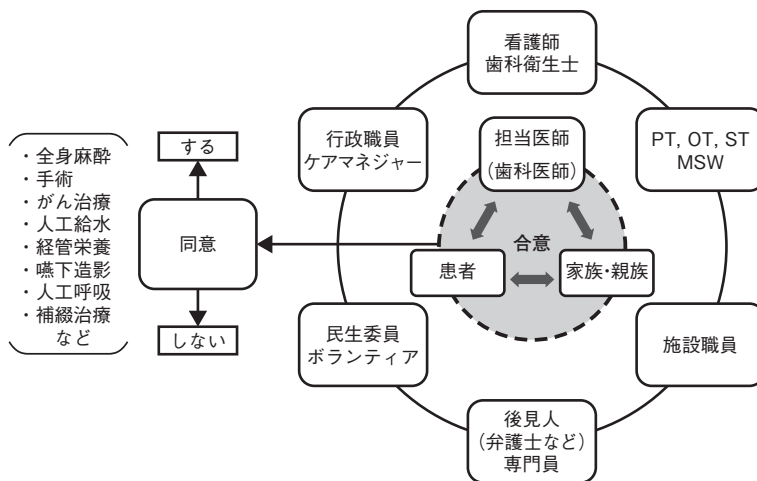 ・全身麻酔
・手術
・がん治療
・人工給水
・経管栄養
・嚥下造影
・人工呼吸
・補綴治療
など
する
同意
しない
看護師
歯科衛生士
行政職員
ケアマネジャー
担当医師
(歯科医師)
PT, OT, ST
MSW
合意
患者
家族・親族
民生委員
ボランティア
施設職員
後見人
(弁護士など)
専門員